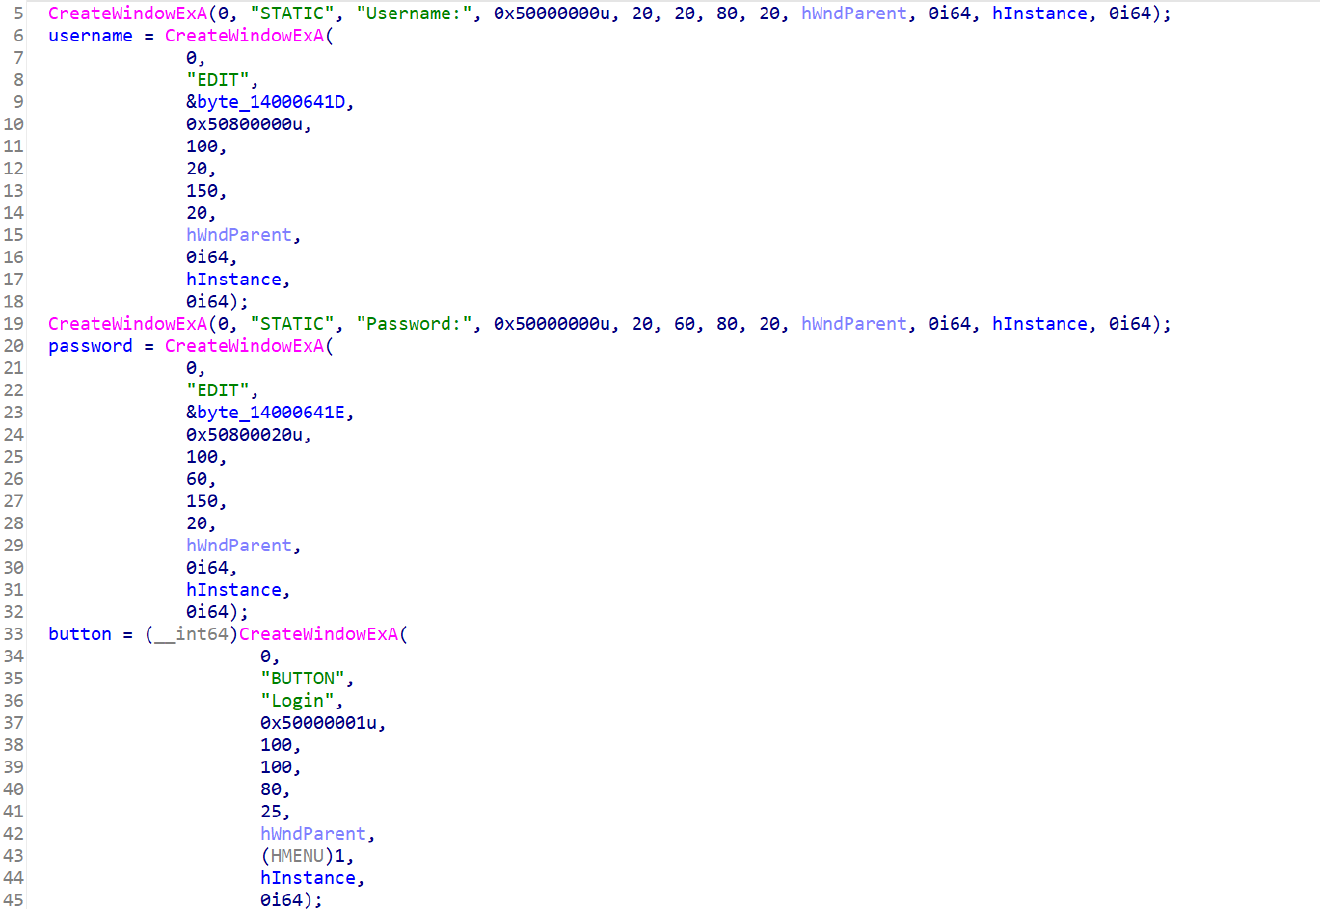 5 CreateWindowExA(0, "STATIC", "Username:", 0x50000000u, 20, 20, 80, 20, hWndParent, 0i64, hInstance, 0i64);
6 username = CreateWindowExA(
7 0,
8 "EDIT",
9 &byte_14000641D,
10 0x50800000u,
11 100,
12 20,
13 150,
14 20,
15 hWndParent,
16 0i64,
17 hInstance,
18 0i64);
19 CreateWindowExA(0, "STATIC", "Password:", 0x50000000u, 20, 60, 80, 20, hWndParent, 0i64, hInstance, 0i64);
20 password = CreateWindowExA(
21 0,
22 "EDIT",
23 &byte_14000641E,
24 0x50800020u,
25 100,
26 60,
27 150,
28 20,
29 hWndParent,
30 0i64,
31 hInstance,
32 0i64);
33 button = (__int64)CreateWindowExA(
34 0,
35 "BUTTON",
36 "Login",
37 0x50000001u,
38 100,
39 100,
40 80,
41 25,
42 hWndParent,
43 (HMENU)1,
44 hInstance,
45 0i64);